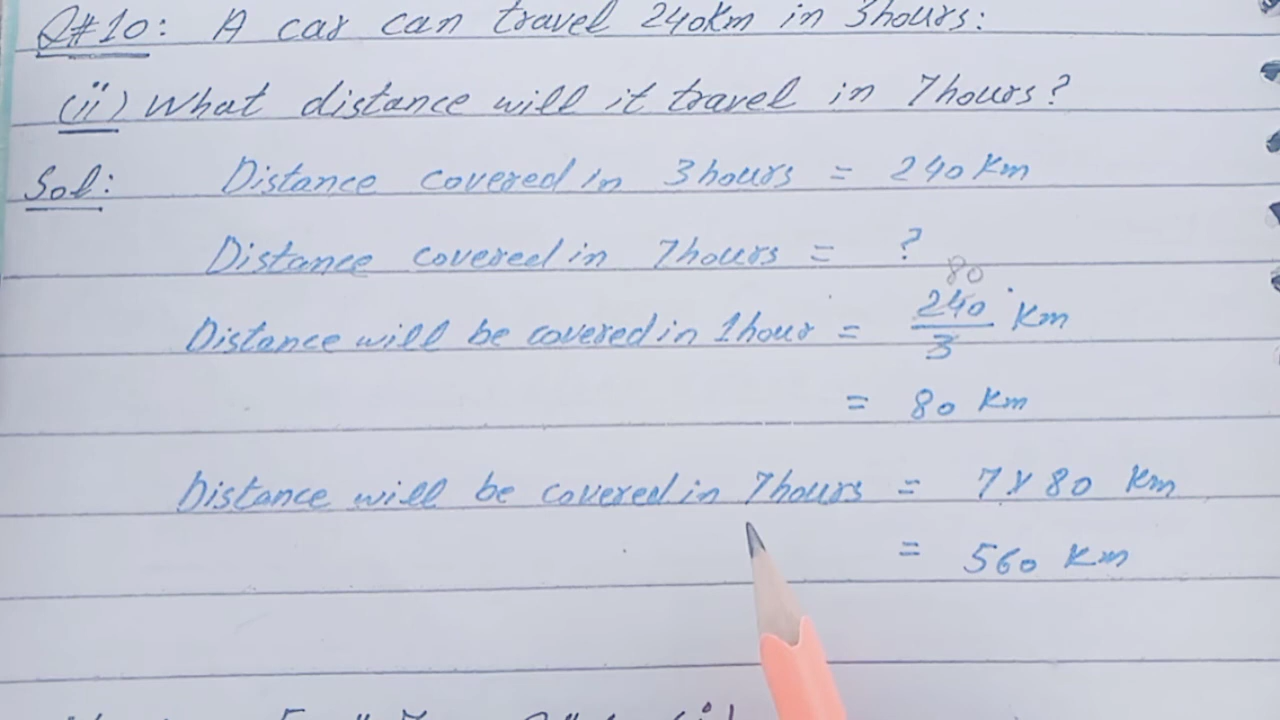 Q#10: A car can travel 240km in 3hours:
(ii) What distance will it travel in 7hours?
Sol: Distance covered in 3hours = 240 Km
Distance covered in 7hours = ?
80
Distance will be covered in 1hour = 240/3 Km
= 80 Km
Distance will be covered in 7hours = 7 x 80 Km
= 560 Km